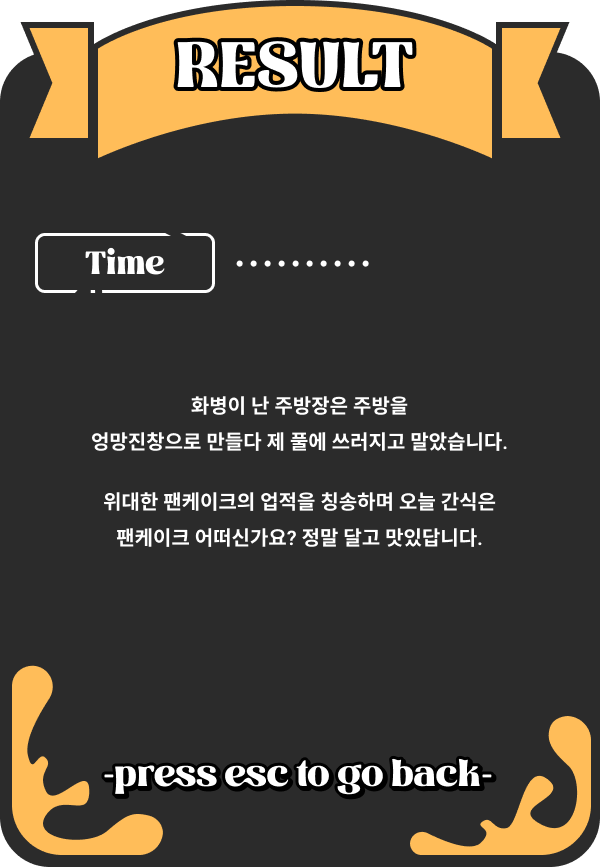 RESULT
Time ..........
화병이 난 주방장은 주방을
엉망진창으로 만들다 제 풀에 쓰러지고 말았습니다.
위대한 팬케이크의 업적을 칭송하며 오늘 간식은
팬케이크 어떠신가요? 정말 달고 맛있답니다.
-press esc to go back-